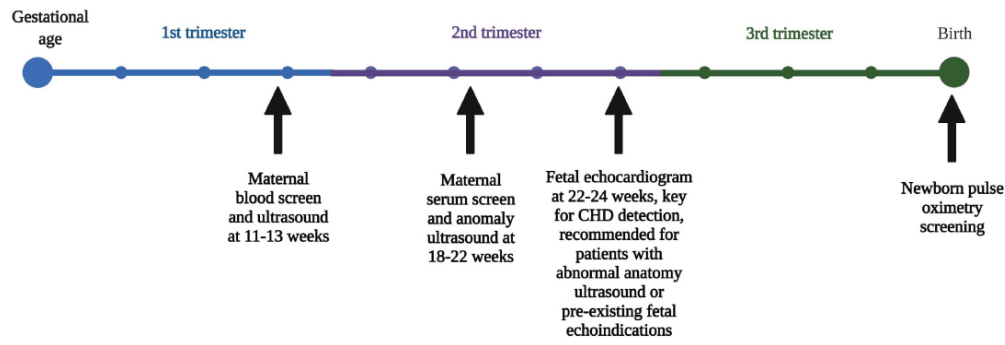 Gestational
age
1st trimester
2nd trimester
3rd trimester
Birth
Maternal
blood screen
and ultrasound
at 11-13 weeks
Maternal
serum screen
and anomaly
ultrasound at
18-22 weeks
Fetal echocardiogram
at 22-24 weeks, key
for CHD detection,
recommended for
patients with
abnormal anatomy
ultrasound or
pre-existing fetal
echoindications
Newborn pulse
oximetry
screening